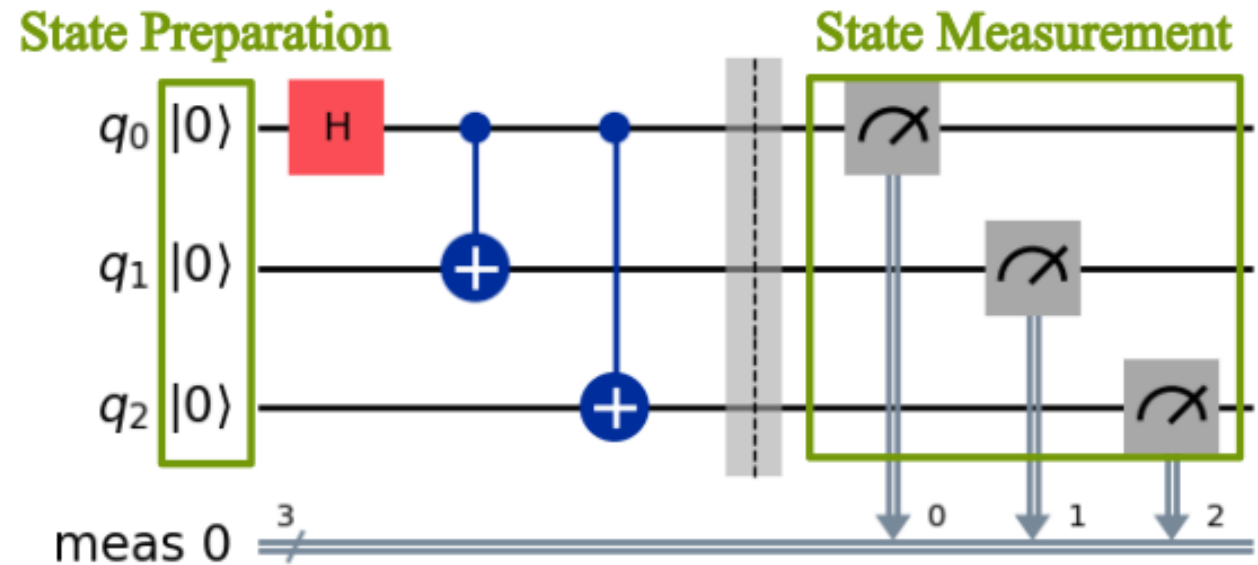 State Preparation
State Measurement
q₀ |0⟩ H
q₁ |0⟩
q₂ |0⟩
3
0
1
2
meas 0